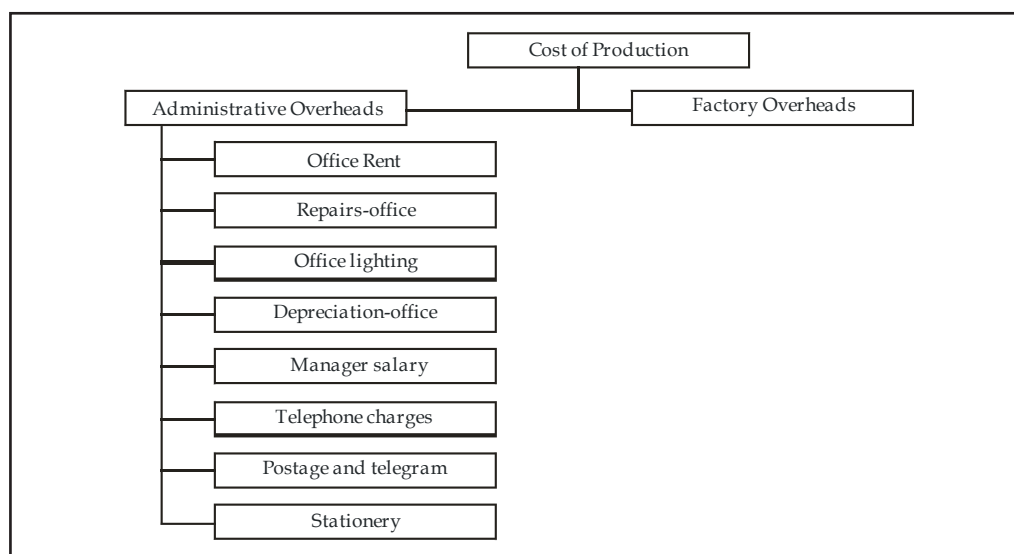 Cost of Production
Administrative Overheads
Factory Overheads
Office Rent
Repairs-office
Office lighting
Depreciation-office
Manager salary
Telephone charges
Postage and telegram
Stationery